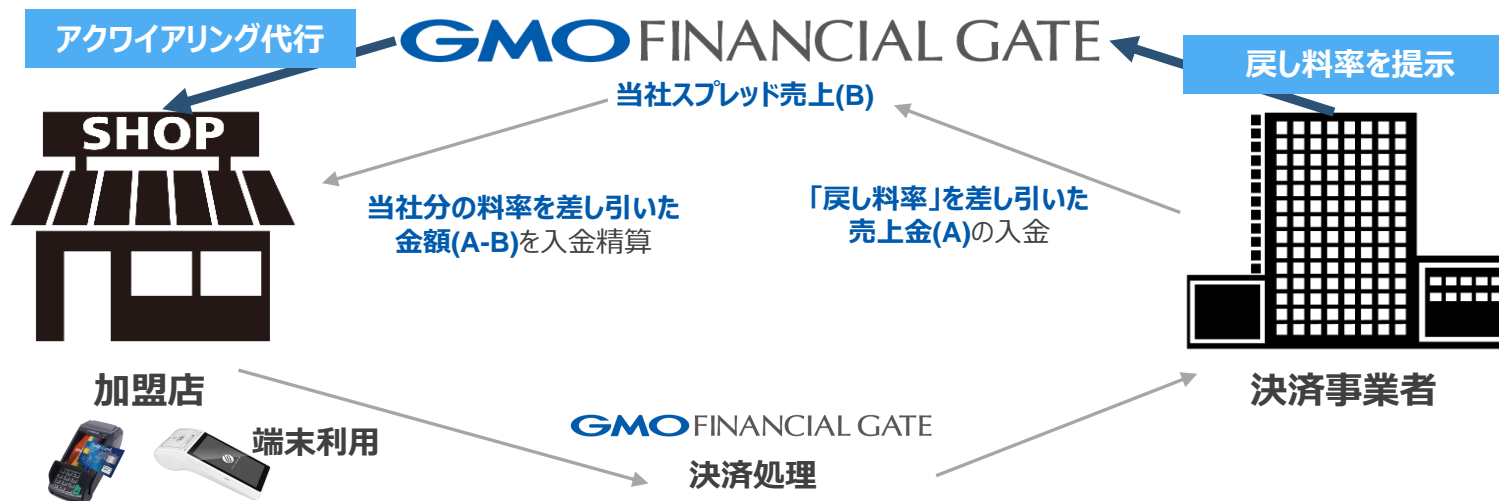 アクワイアリング代行
GMO FINANCIAL GATE
戻し料率を提示
当社スプレッド売上(B)
SHOP
当社分の料率を差し引いた
金額(A-B)を入金精算
「戻し料率」を差し引いた
売上金(A)の入金
加盟店
決済事業者
端末利用
GMO FINANCIAL GATE
決済処理